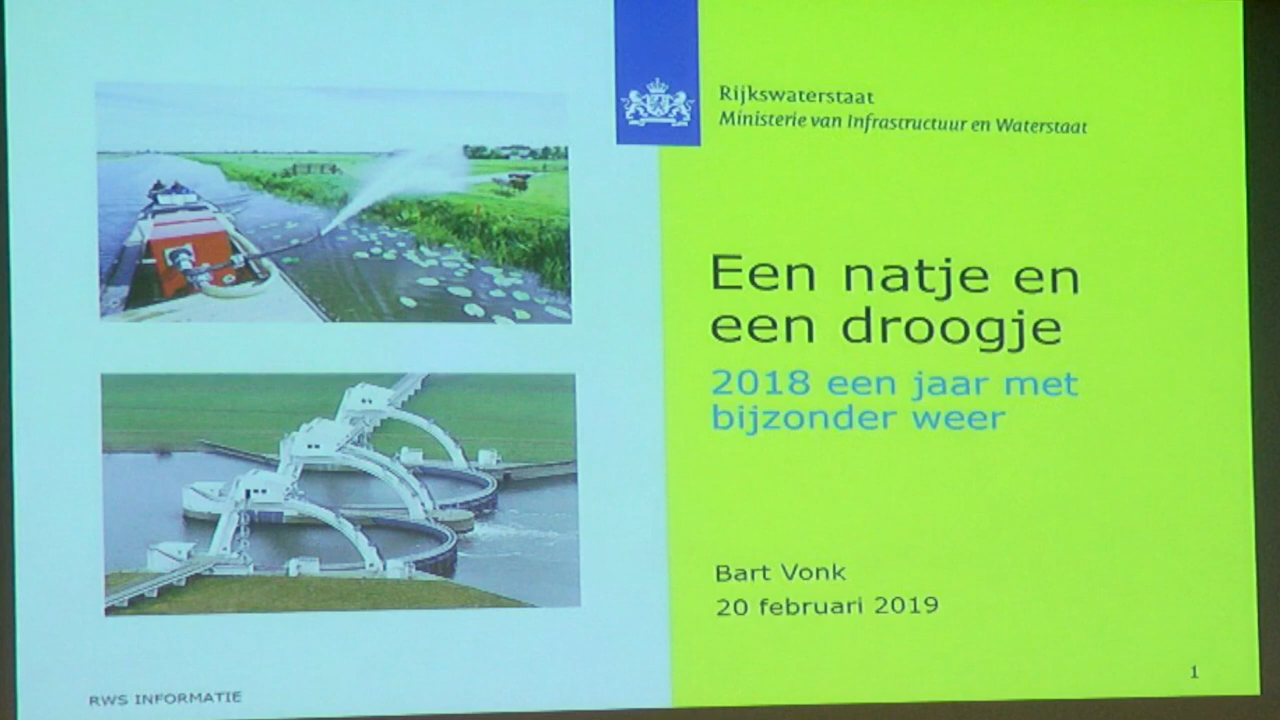 Rijkswaterstaat
Ministerie van Infrastructuur en Waterstaat
Een natje en
een droogje
2018 een jaar met
bijzonder weer
Bart Vonk
20 februari 2019
1
RWS INFORMATIE